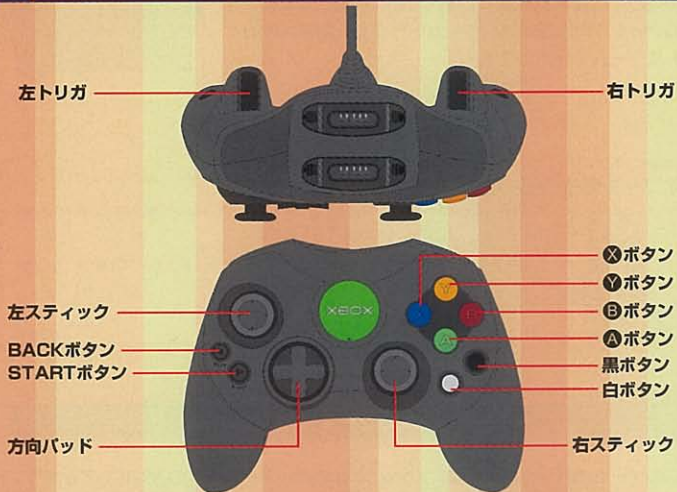 左トリガ
右トリガ
左スティック
BACKボタン
STARTボタン
方向パッド
XBOX
Y
A
Xボタン
Yボタン
Bボタン
Aボタン
黒ボタン
白ボタン
右スティック